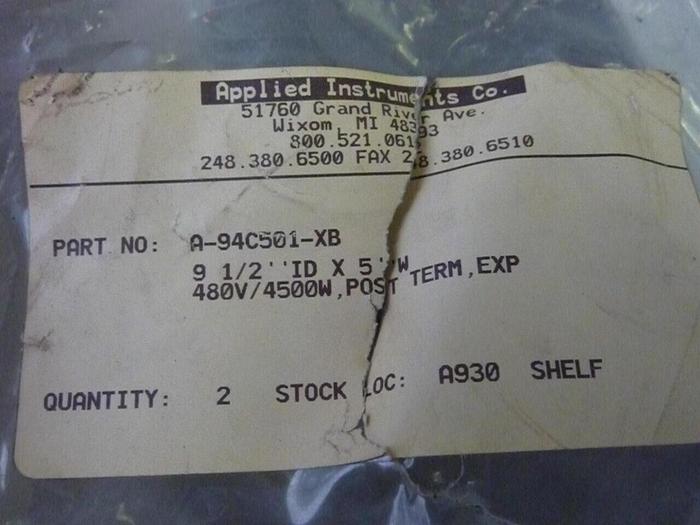 Applied Instruments Co.
51760 Grand River Ave.
Wixom, MI 48393
800.521.061
248.380.6500 FAX 248.380.6510
PART NO: A-94C501-XB
9 1/2''ID X 5''W
480V/4500W,POST TERM,EXP
QUANTITY: 2 STOCK LOC: A930 SHELF